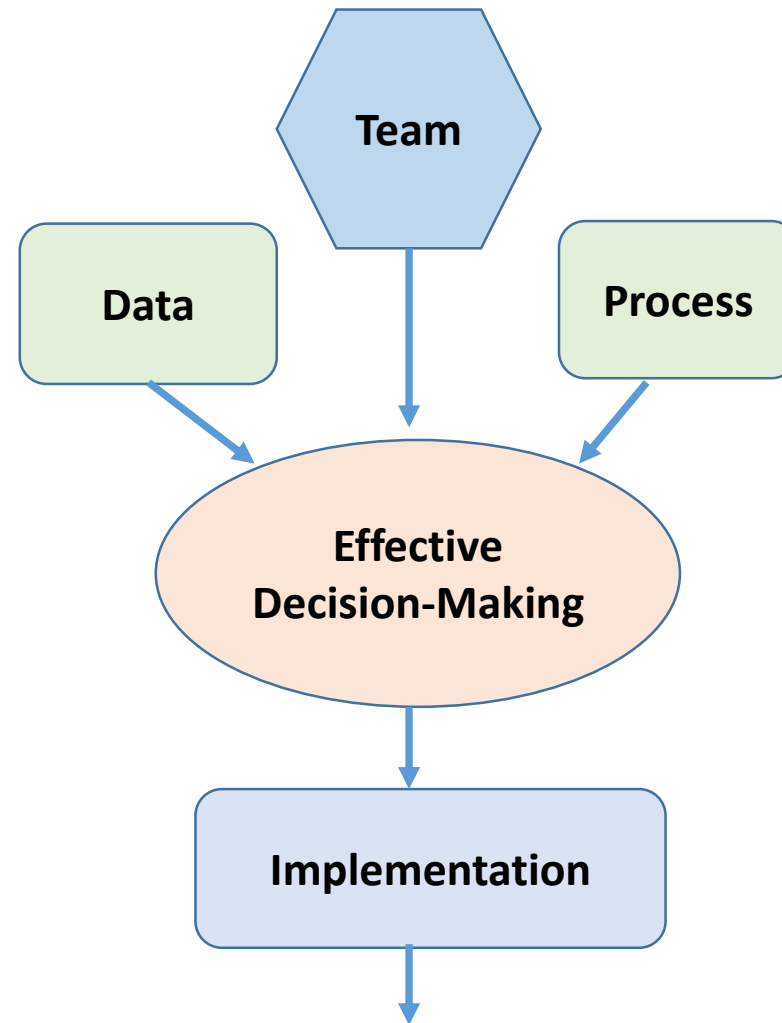 Team
Data
Process
Effective
Decision-Making
Implementation